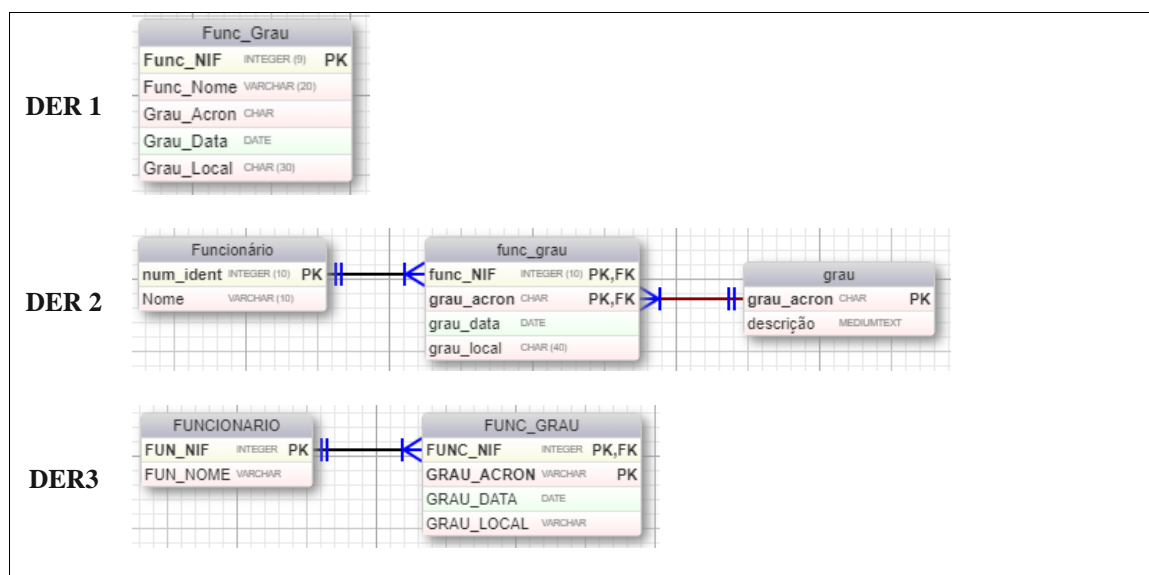 DER 1
Func_Grau
Func_NIF INTEGER (9) PK
Func_Nome VARCHAR (20)
Grau_Acron CHAR
Grau_Data DATE
Grau_Local CHAR (30)
DER 2
Funcionário
num_ident INTEGER (10) PK
Nome VARCHAR (10)
func_grau
func_NIF INTEGER (10) PK,FK
grau_acron CHAR PK,FK
grau_data DATE
grau_local CHAR (40)
grau
grau_acron CHAR PK
descrição MEDIUMTEXT
DER3
FUNCIONARIO
FUN_NIF INTEGER PK
FUN_NOME VARCHAR
FUNC_GRAU
FUNC_NIF INTEGER PK,FK
GRAU_ACRON VARCHAR PK
GRAU_DATA DATE
GRAU_LOCAL VARCHAR